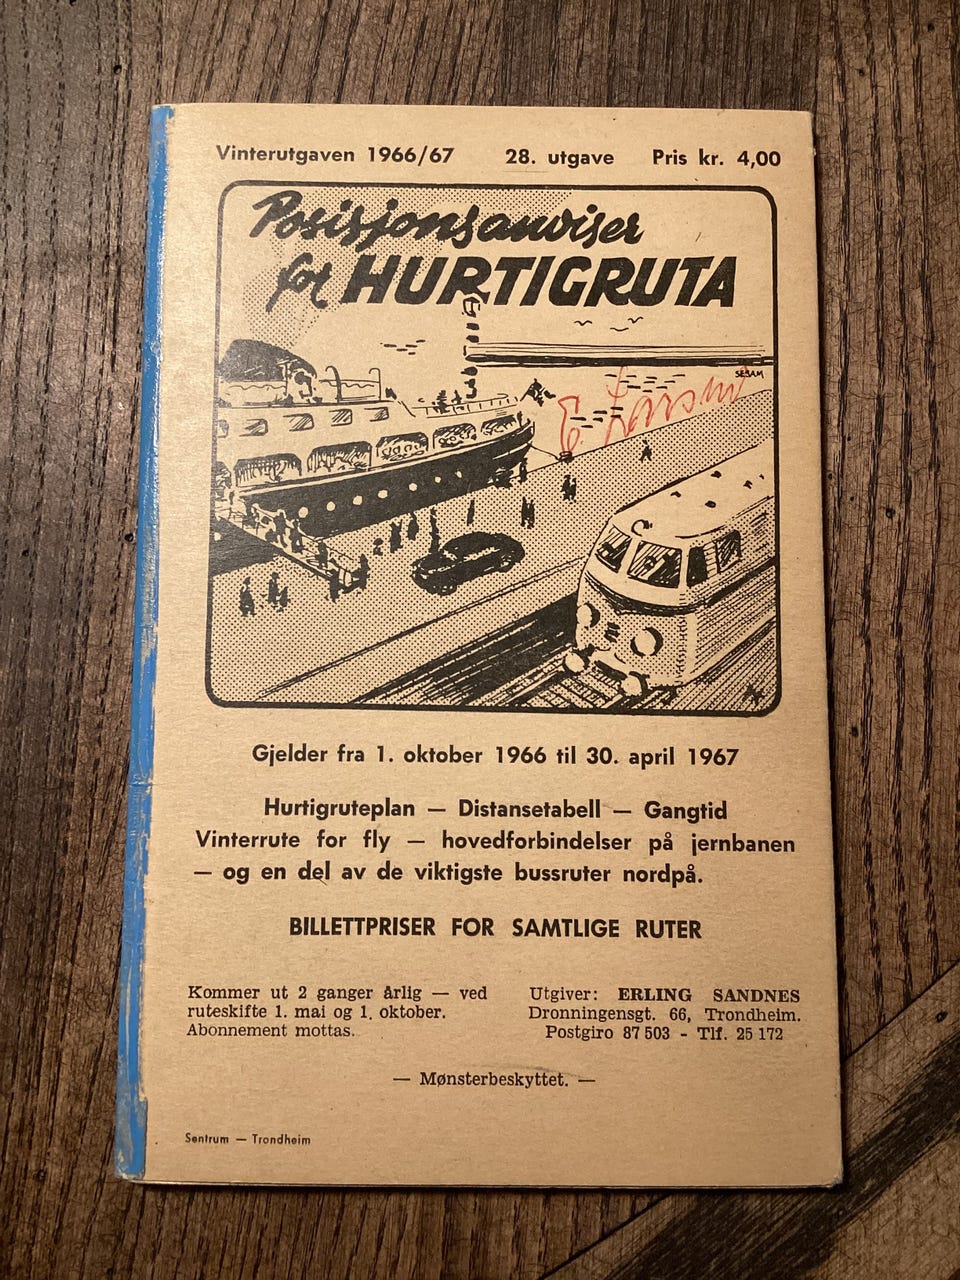 Vinterutgaven 1966/67 28. utgave Pris kr. 4,00
Posisjonsanviser
for HURTIGRUTA
SESAM
E. Larsen
Gjelder fra 1. oktober 1966 til 30. april 1967
Hurtigruteplan — Distansetabell — Gangtid
Vinterrute for fly — hovedforbindelser på jernbanen
— og en del av de viktigste bussruter nordpå.
BILLETTPRISER FOR SAMTLIGE RUTER
Kommer ut 2 ganger årlig — ved
ruteskifte 1. mai og 1. oktober.
Abonnement mottas.
Utgiver: ERLING SANDNES
Dronningensgt. 66, Trondheim.
Postgiro 87 503 - Tlf. 25 172
— Mønsterbeskyttet. —
Sentrum — Trondheim